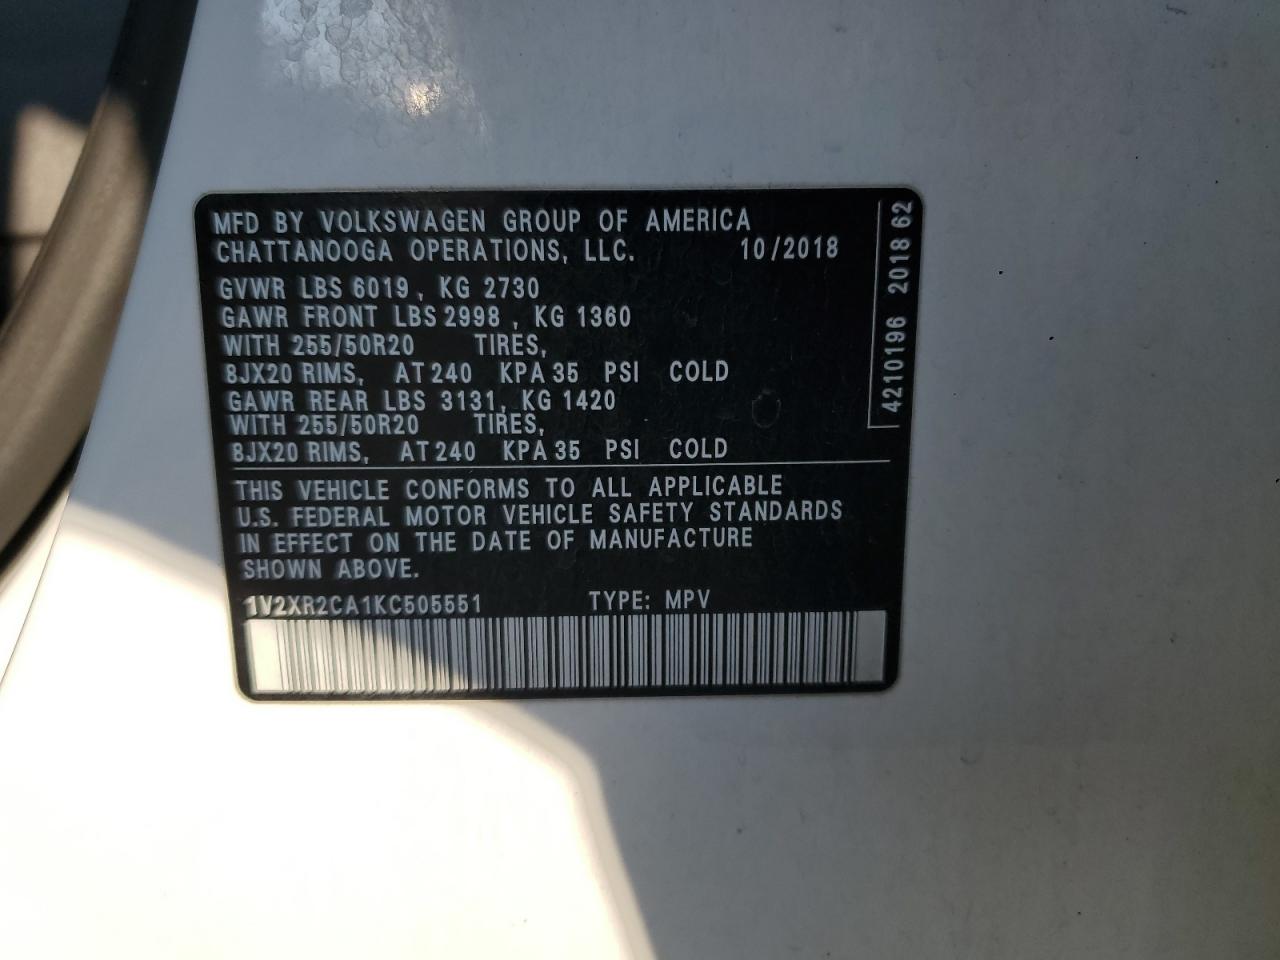 MFD BY VOLKSWAGEN GROUP OF AMERICA
CHATTANOOGA OPERATIONS, LLC. 10/2018
GVWR LBS 6019, KG 2730
GAWR FRONT LBS 2998, KG 1360
WITH 255/50R20 TIRES,
8JX20 RIMS, AT 240 KPA 35 PSI COLD
GAWR REAR LBS 3131, KG 1420
WITH 255/50R20 TIRES,
8JX20 RIMS, AT 240 KPA 35 PSI COLD
THIS VEHICLE CONFORMS TO ALL APPLICABLE
U.S. FEDERAL MOTOR VEHICLE SAFETY STANDARDS
IN EFFECT ON THE DATE OF MANUFACTURE
SHOWN ABOVE.
1V2XR2CA1KC505551 TYPE: MPV
4210196 2018 62